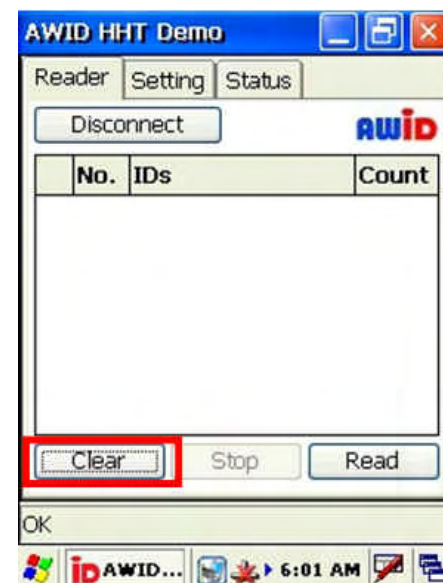 AWID HHT Demo
Reader Setting Status
Disconnect AWiD
No. IDs Count
Clear Stop Read
OK
iD AWID... 6:01 AM